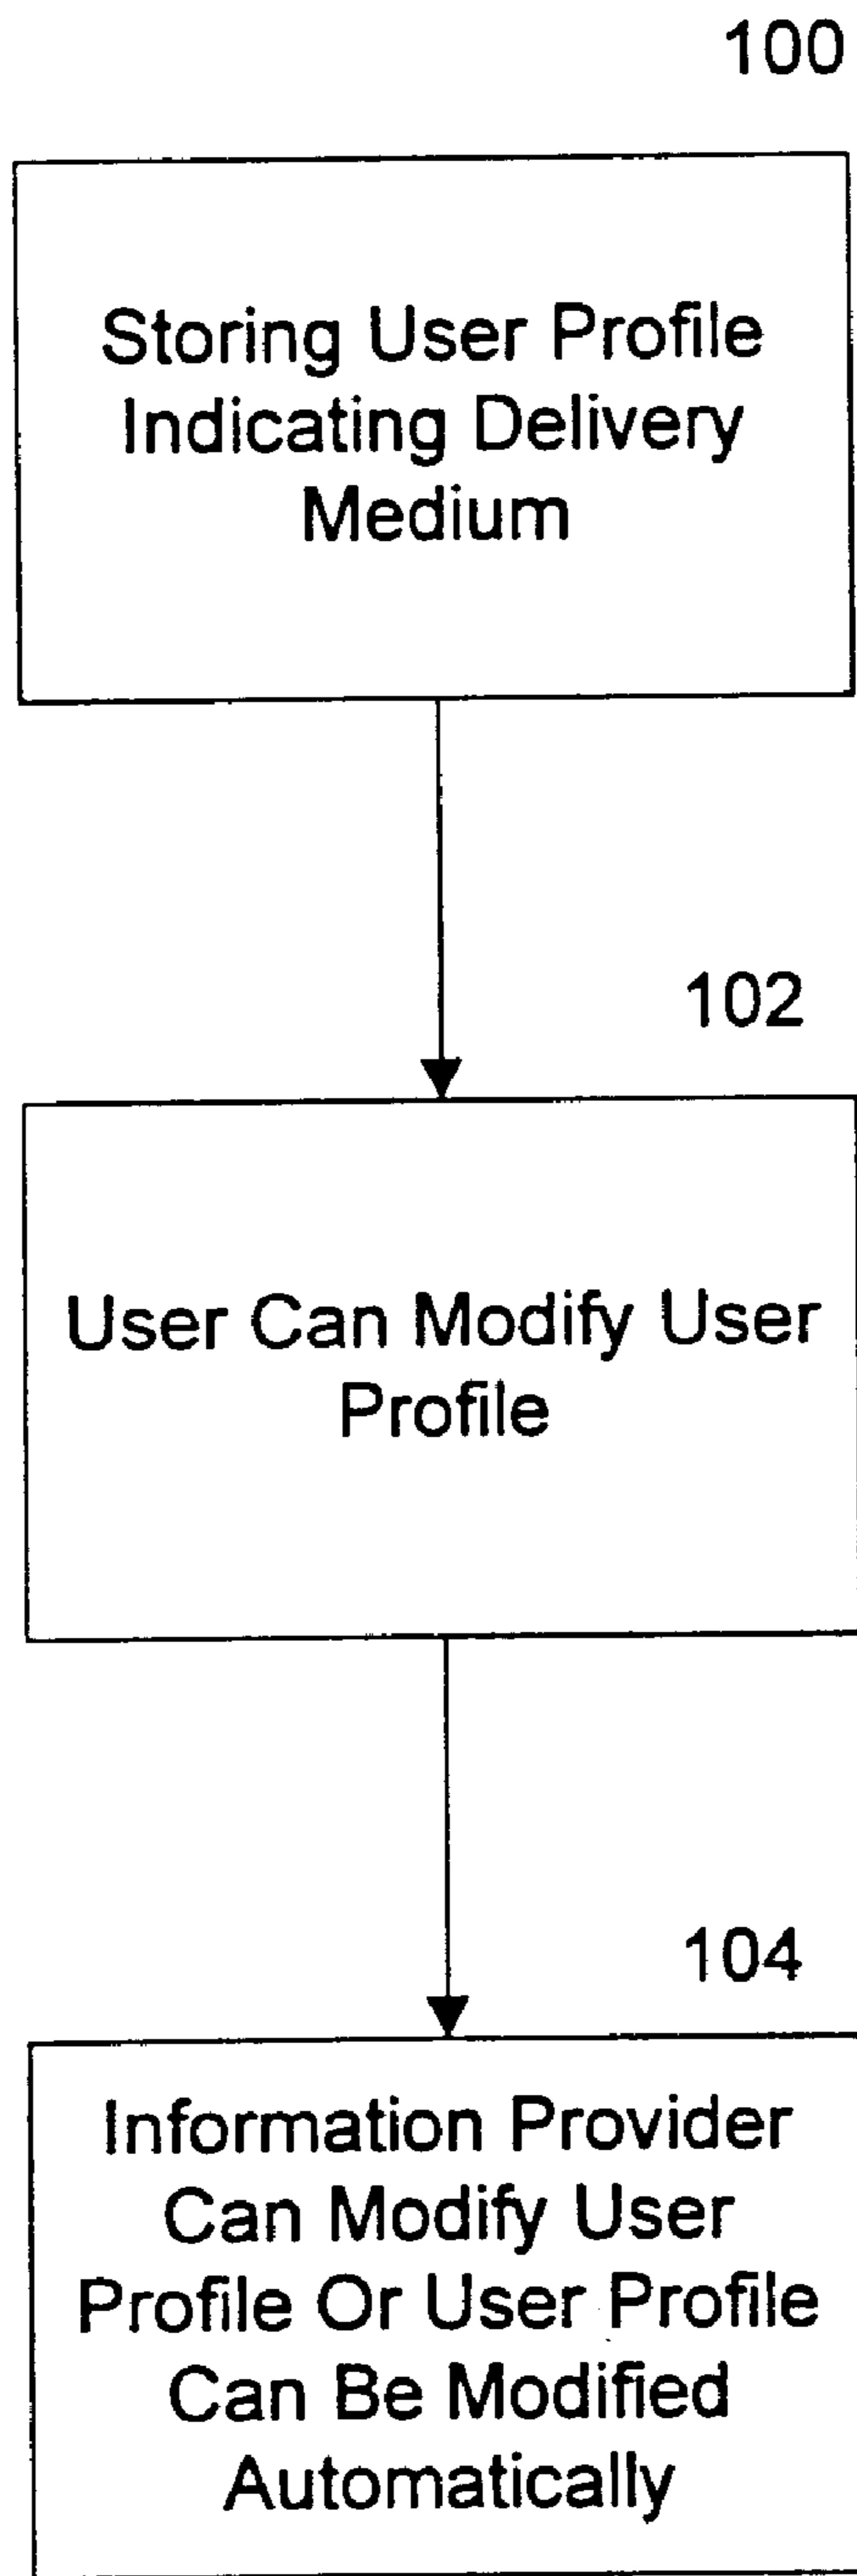 100
Storing User Profile
Indicating Delivery
Medium
102
User Can Modify User
Profile
104
Information Provider
Can Modify User
Profile Or User Profile
Can Be Modified
Automatically